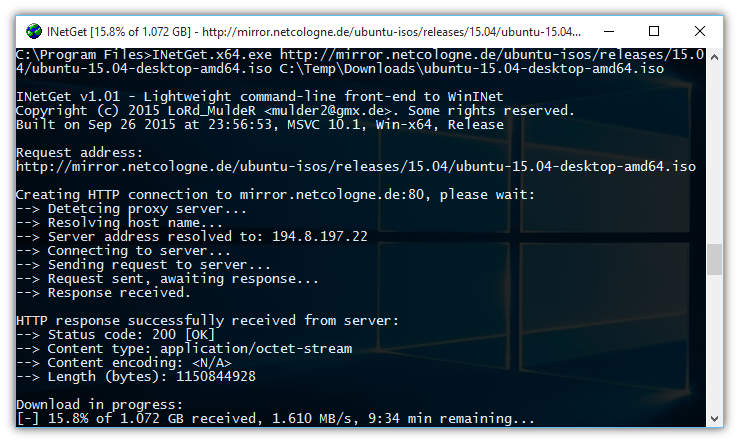 INetGet [15.8% of 1.072 GB] - http://mirror.netcologne.de/ubuntu-isos/releases/15.04/ubuntu-15.04...
C:\Program Files>INetGet.x64.exe http://mirror.netcologne.de/ubuntu-isos/releases/15.0
4/ubuntu-15.04-desktop-amd64.iso C:\Temp\Downloads\ubuntu-15.04-desktop-amd64.iso
INetGet v1.01 - Lightweight command-line front-end to WinINet
Copyright (c) 2015 LoRd_MuldeR <mulder2@gmx.de>. Some rights reserved.
Built on Sep 26 2015 at 23:56:53, MSVC 10.1, Win-x64, Release
Request address:
http://mirror.netcologne.de/ubuntu-isos/releases/15.04/ubuntu-15.04-desktop-amd64.iso
Creating HTTP connection to mirror.netcologne.de:80, please wait:
--> Detetcing proxy server...
--> Resolving host name...
--> Server address resolved to: 194.8.197.22
--> Connecting to server...
--> Sending request to server...
--> Request sent, awaiting response...
--> Response received.
HTTP response successfully received from server:
--> Status code: 200 [OK]
--> Content type: application/octet-stream
--> Content encoding: <N/A>
--> Length (bytes): 1150844928
Download in progress:
[-] 15.8% of 1.072 GB received, 1.610 MB/s, 9:34 min remaining...